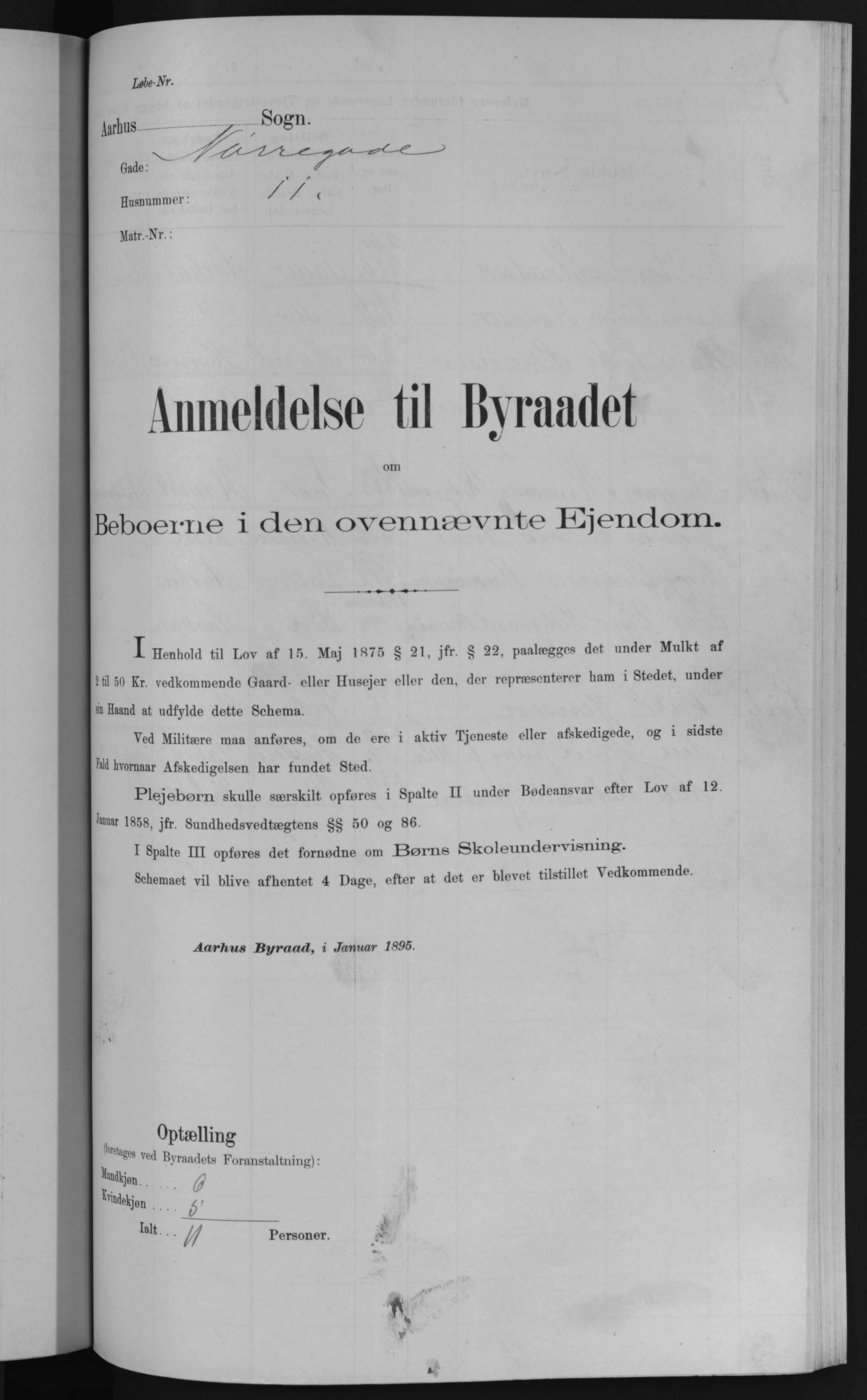 Løbe-Nr.
Aarhus Sogn.
Gade: Nørregade
Husnummer: 11.
Matr.-Nr.:
Anmeldelse til Byraadet
om
Beboerne i den ovennævnte Ejendom.
I Henhold til Lov af 15. Maj 1875 § 21, jfr. § 22, paalægges det under Mulkt af
2 til 50 Kr. vedkommende Gaard- eller Husejer eller den, der repræsenterer ham i Stedet, under
sin Haand at udfylde dette Schema.
Ved Militære maa anføres, om de ere i aktiv Tjeneste eller afskedigede, og i sidste
Fald hvornaar Afskedigelsen har fundet Sted.
Plejebørn skulle særskilt opføres i Spalte II under Bødeansvar efter Lov af 12.
Januar 1858, jfr. Sundhedsvedtægtens §§ 50 og 86.
I Spalte III opføres det fornødne om Børns Skoleundervisning.
Schemaet vil blive afhentet 4 Dage, efter at det er blevet tilstillet Vedkommende.
Aarhus Byraad, i Januar 1895.
Optælling
(foretages ved Byraadets Foranstaltning):
Mandkjøn...... 6
Kvindekjøn.... 5
Ialt... 11 Personer.